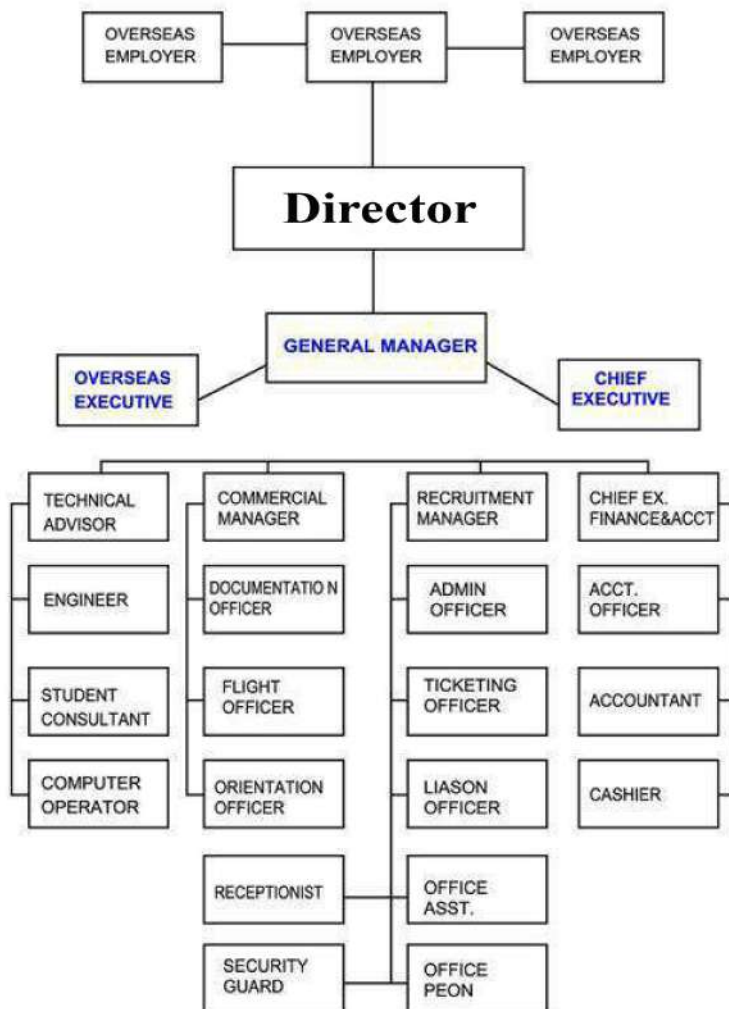 OVERSEAS
EMPLOYER
OVERSEAS
EMPLOYER
OVERSEAS
EMPLOYER
Director
GENERAL MANAGER
OVERSEAS
EXECUTIVE
CHIEF
EXECUTIVE
TECHNICAL
ADVISOR
COMMERCIAL
MANAGER
RECRUITMENT
MANAGER
CHIEF EX.
FINANCE&ACCT
ENGINEER
DOCUMENTATIO N
OFFICER
ADMIN
OFFICER
ACCT.
OFFICER
STUDENT
CONSULTANT
FLIGHT
OFFICER
TICKETING
OFFICER
ACCOUNTANT
COMPUTER
OPERATOR
ORIENTATION
OFFICER
LIASON
OFFICER
CASHIER
RECEPTIONIST
OFFICE
ASST.
SECURITY
GUARD
OFFICE
PEON